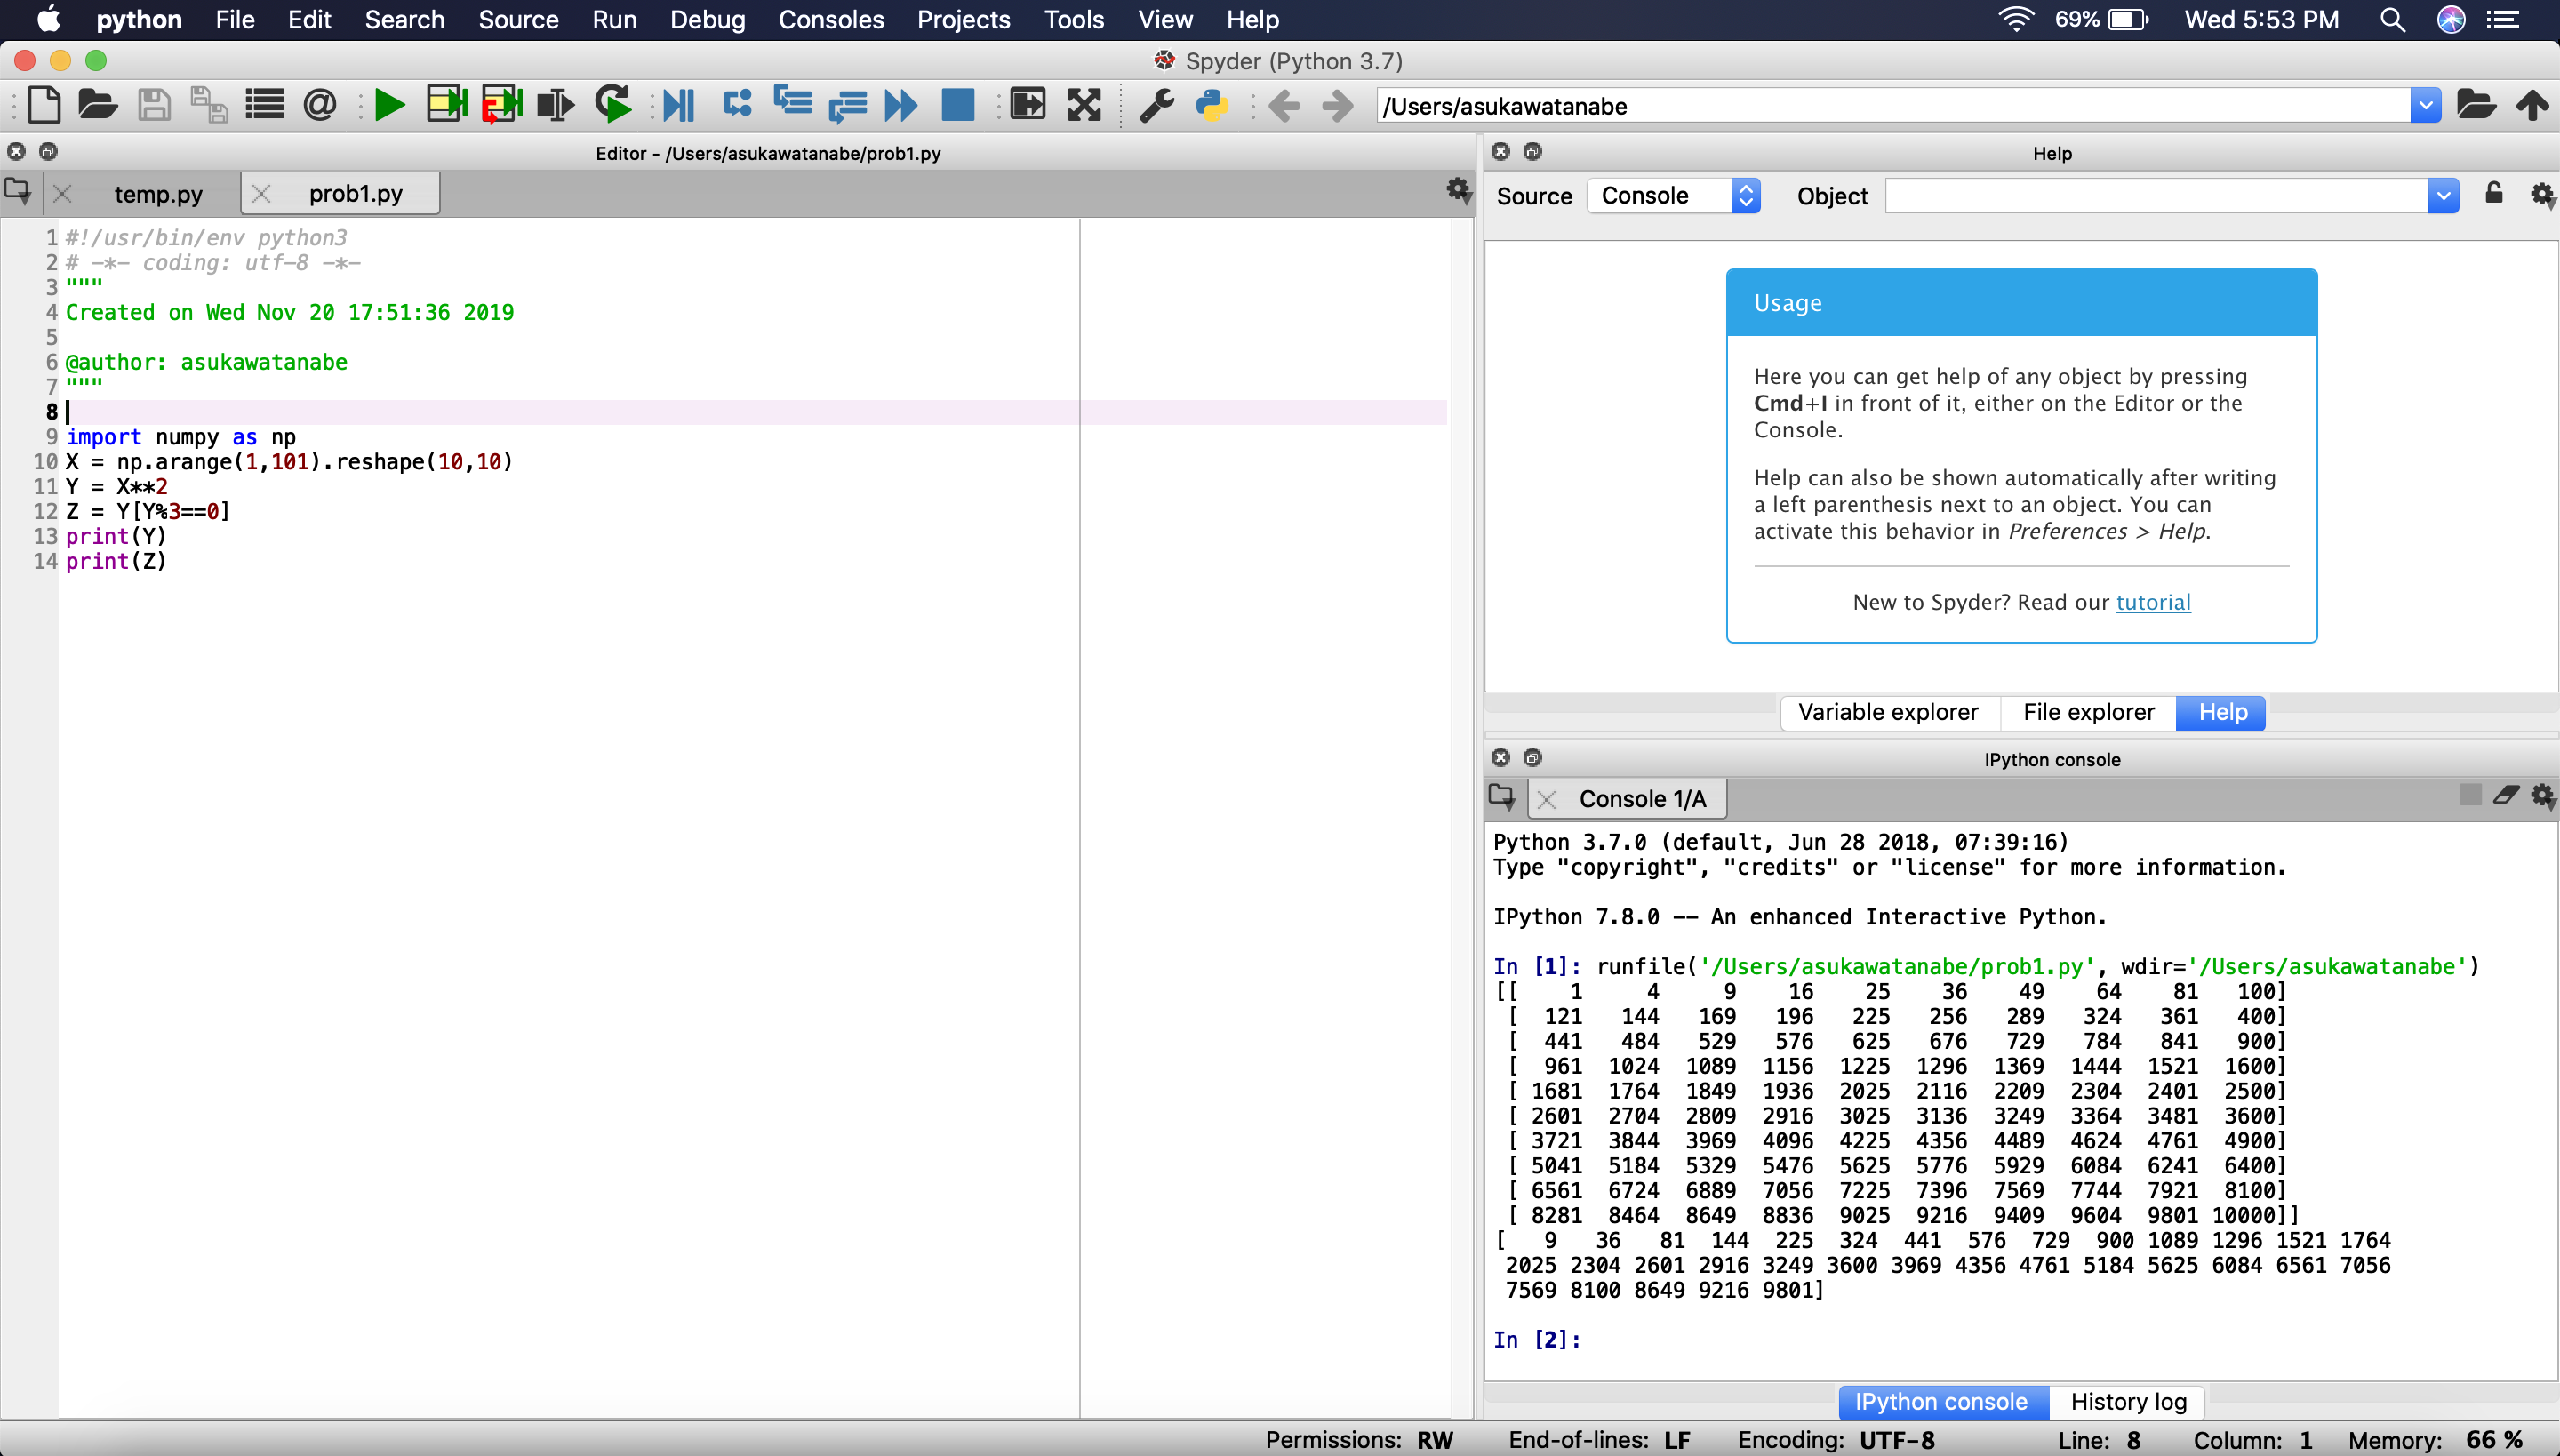 python File Edit Search Source Run Debug Consoles Projects Tools View Help 69% Wed 5:53 PM
Spyder (Python 3.7)
/Users/asukawatanabe
Editor - /Users/asukawatanabe/prob1.py
temp.py prob1.py
1 #!/usr/bin/env python3
2 # -*- coding: utf-8 -*-
3 """
4 Created on Wed Nov 20 17:51:36 2019
5
6 @author: asukawatanabe
7 """
8
9 import numpy as np
10 X = np.arange(1,101).reshape(10,10)
11 Y = X**2
12 Z = Y[Y%3==0]
13 print(Y)
14 print(Z)
Help
Source Console Object
Usage
Here you can get help of any object by pressing
Cmd+I in front of it, either on the Editor or the
Console.
Help can also be shown automatically after writing
a left parenthesis next to an object. You can
activate this behavior in Preferences > Help.
New to Spyder? Read our tutorial
Variable explorer File explorer Help
IPython console
Console 1/A
Python 3.7.0 (default, Jun 28 2018, 07:39:16)
Type "copyright", "credits" or "license" for more information.
IPython 7.8.0 -- An enhanced Interactive Python.
In [1]: runfile('/Users/asukawatanabe/prob1.py', wdir='/Users/asukawatanabe')
[[ 1 4 9 16 25 36 49 64 81 100]
[ 121 144 169 196 225 256 289 324 361 400]
[ 441 484 529 576 625 676 729 784 841 900]
[ 961 1024 1089 1156 1225 1296 1369 1444 1521 1600]
[ 1681 1764 1849 1936 2025 2116 2209 2304 2401 2500]
[ 2601 2704 2809 2916 3025 3136 3249 3364 3481 3600]
[ 3721 3844 3969 4096 4225 4356 4489 4624 4761 4900]
[ 5041 5184 5329 5476 5625 5776 5929 6084 6241 6400]
[ 6561 6724 6889 7056 7225 7396 7569 7744 7921 8100]
[ 8281 8464 8649 8836 9025 9216 9409 9604 9801 10000]]
[ 9 36 81 144 225 324 441 576 729 900 1089 1296 1521 1764
2025 2304 2601 2916 3249 3600 3969 4356 4761 5184 5625 6084 6561 7056
7569 8100 8649 9216 9801]
In [2]:
IPython console History log
Permissions: RW End-of-lines: LF Encoding: UTF-8 Line: 8 Column: 1 Memory: 66 %